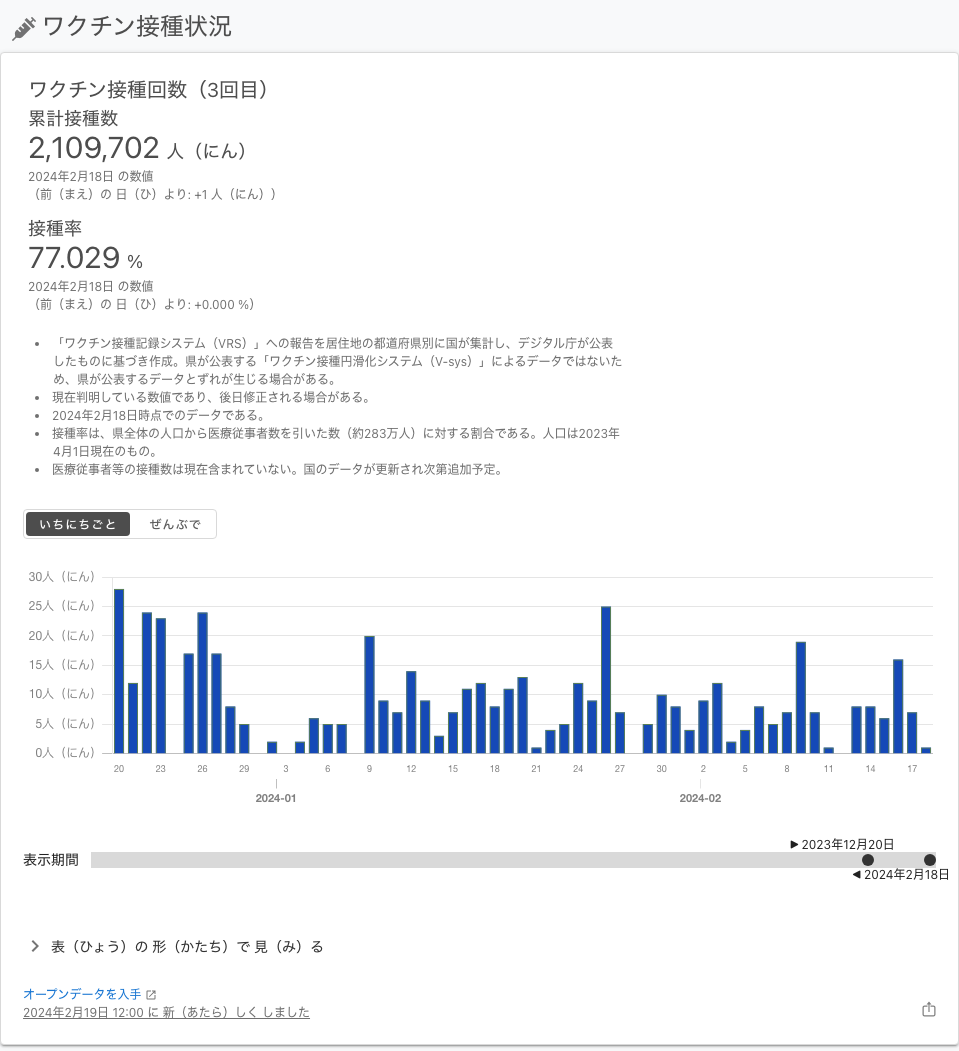 ワクチン接種状況
ワクチン接種回数（3回目）
累計接種数
2,109,702 人（にん）
2024年2月18日 の数値
（前（まえ）の 日（ひ）より: +1 人（にん））
接種率
77.029 %
2024年2月18日 の数値
（前（まえ）の 日（ひ）より: +0.000 %）
• 「ワクチン接種記録システム（VRS）」への報告を居住地の都道府県別に国が集計し、デジタル庁が公表
したものに基づき作成。県が公表する「ワクチン接種円滑化システム（V-sys）」によるデータではないた
め、県が公表するデータとずれが生じる場合がある。
• 現在判明している数値であり、後日修正される場合がある。
• 2024年2月18日時点でのデータである。
• 接種率は、県全体の人口から医療従事者数を引いた数（約283万人）に対する割合である。人口は2023年
4月1日現在のもの。
• 医療従事者等の接種数は現在含まれていない。国のデータが更新され次第追加予定。
いちにちごと ぜんぶで
30人（にん）
25人（にん）
20人（にん）
15人（にん）
10人（にん）
5人（にん）
0人（にん）
20 23 26 29 3 6 9 12 15 18 21 24 27 30 2 5 8 11 14 17
2024-01 2024-02
▶ 2023年12月20日
表示期間
◀ 2024年2月18日
表（ひょう）の 形（かたち）で 見（み）る
オープンデータを入手
2024年2月19日 12:00 に 新（あたら）しく しました